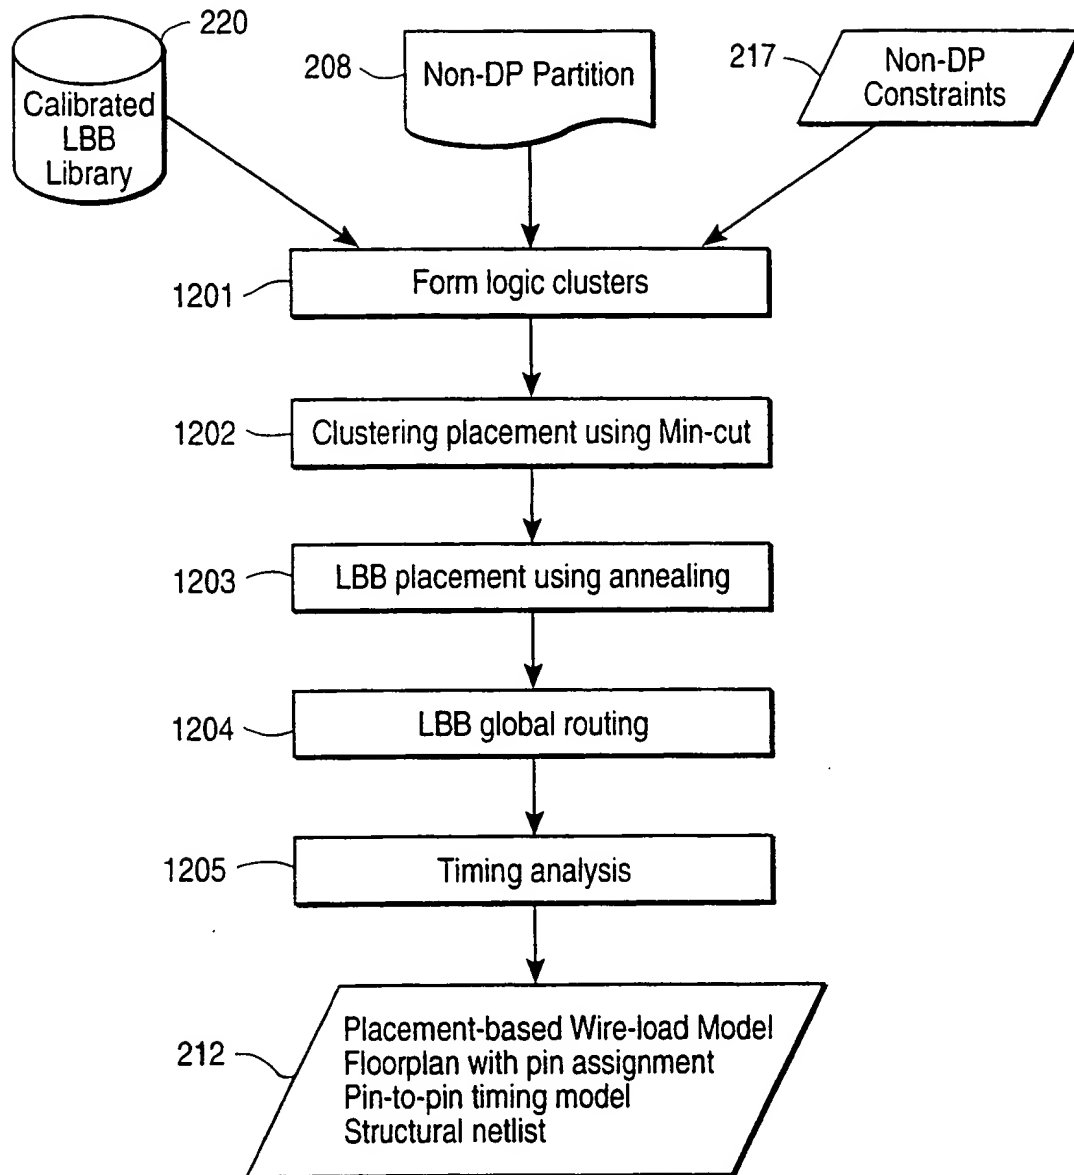 220
Calibrated
LBB
Library
208
Non-DP Partition
217
Non-DP
Constraints
1201
Form logic clusters
1202
Clustering placement using Min-cut
1203
LBB placement using annealing
1204
LBB global routing
1205
Timing analysis
212
Placement-based Wire-load Model
Floorplan with pin assignment
Pin-to-pin timing model
Structural netlist